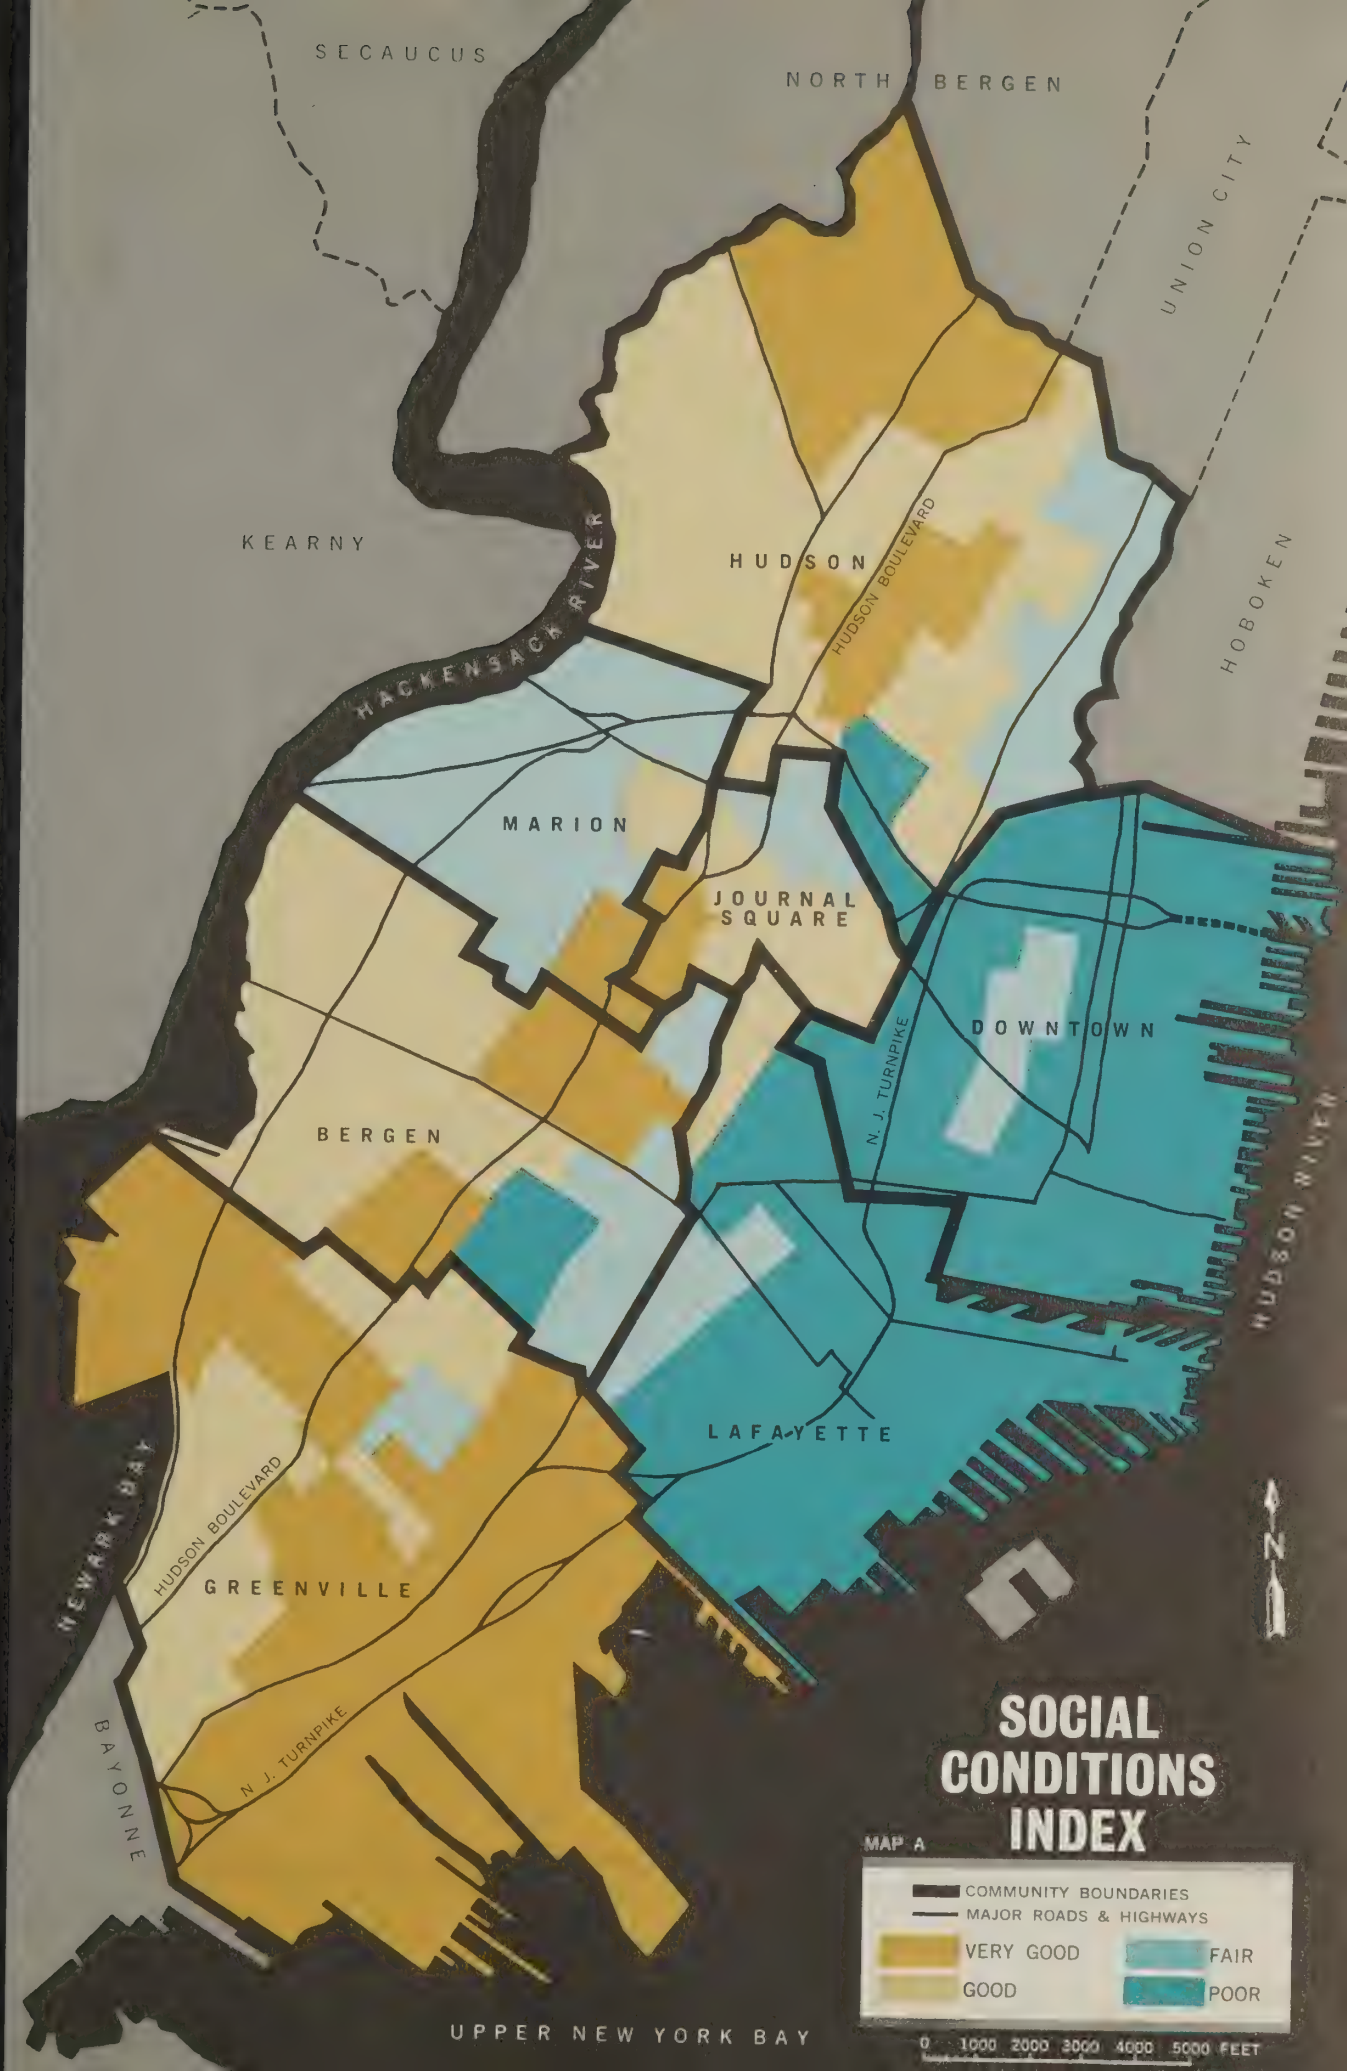 SECAUCUS
NORTH BERGEN
UNION CITY
KEARNY
HUDSON
HUDSON BOULEVARD
HOBOKEN
HACKENSACK RIVER
MARION
JOURNAL
SQUARE
DOWNTOWN
N. J. TURNPIKE
BERGEN
HUDSON RIVER
LAFAYETTE
NEWARK BAY
HUDSON BOULEVARD
GREENVILLE
N
N. J. TURNPIKE
BAYONNE
SOCIAL
CONDITIONS
INDEX
MAP A
COMMUNITY BOUNDARIES
MAJOR ROADS & HIGHWAYS
VERY GOOD
FAIR
GOOD
POOR
UPPER NEW YORK BAY
0 1000 2000 3000 4000 5000 FEET